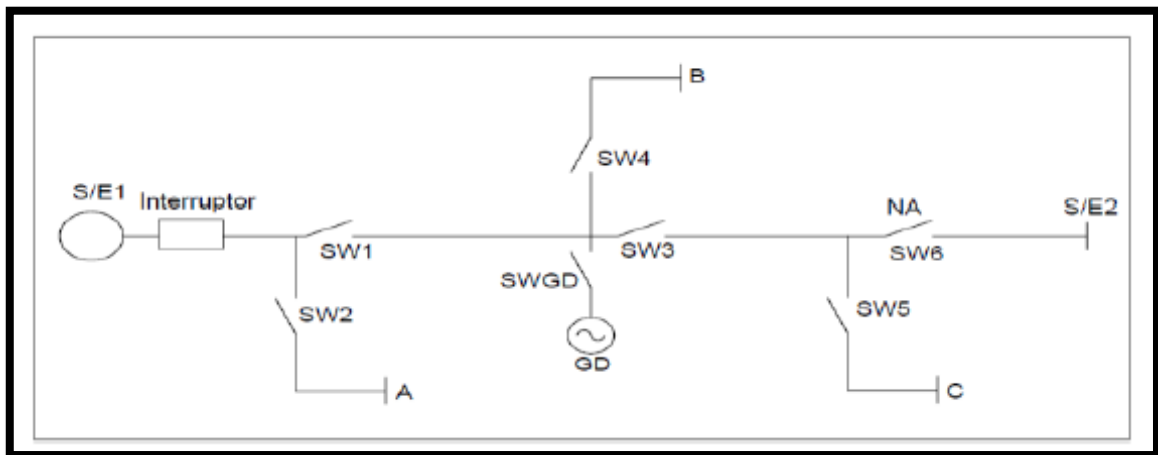 B
SW4
S/E1
Interruptor
NA
S/E2
SW1
SW3
SW6
SWGD
SW2
SW5
GD
A
C